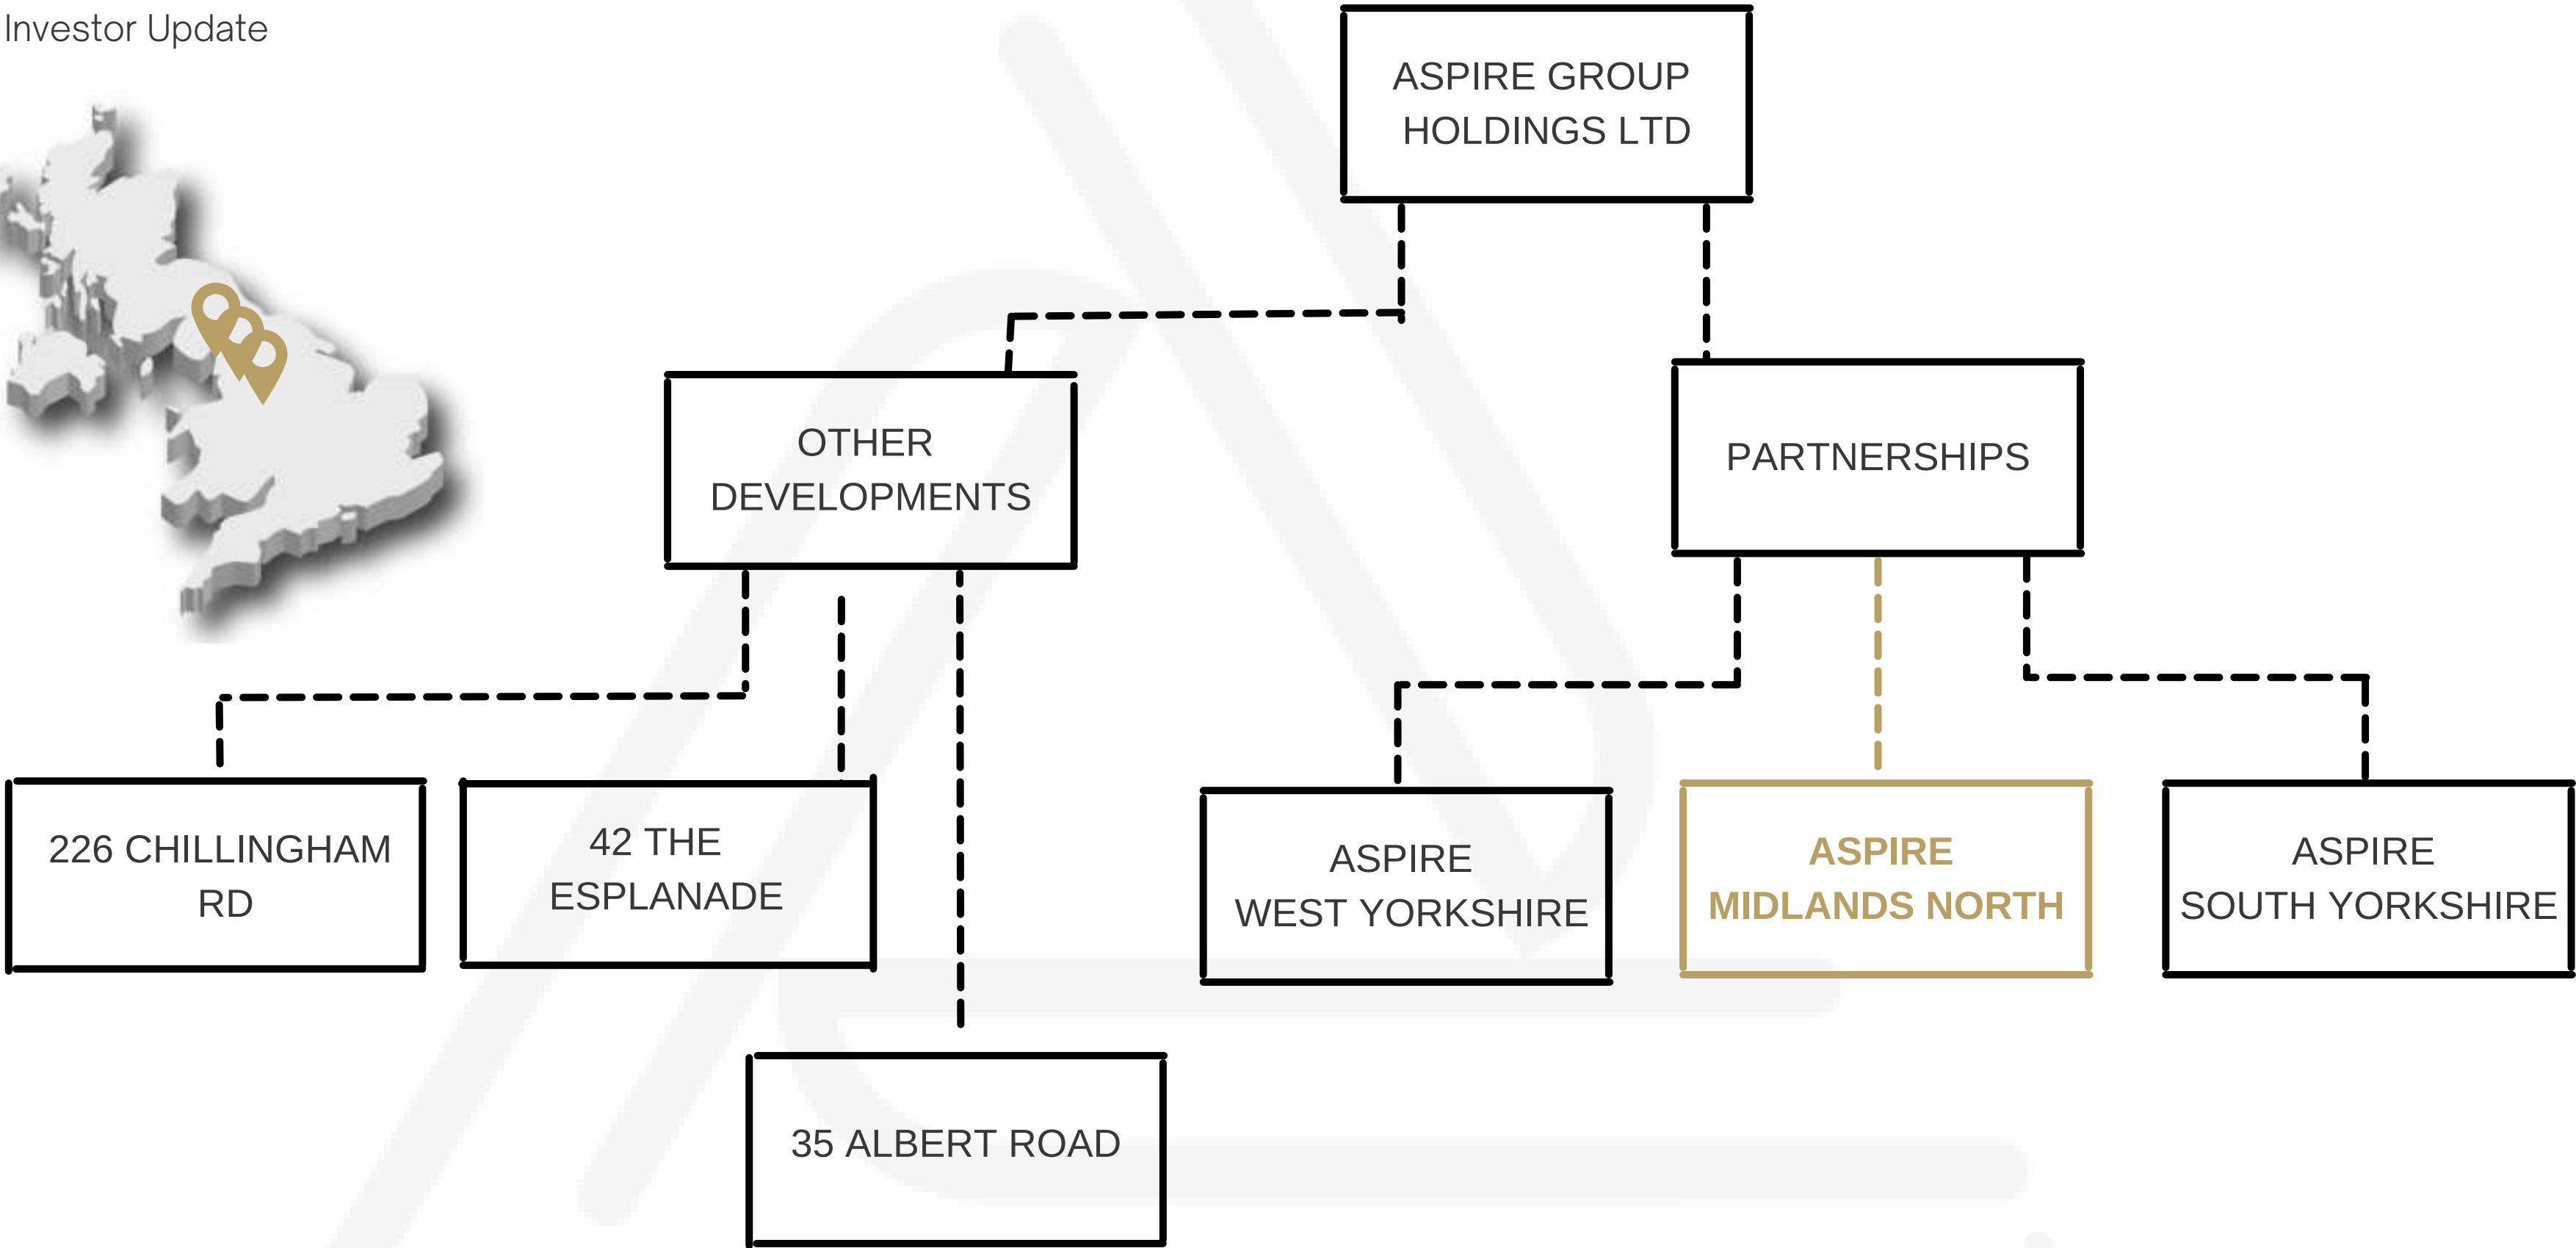 Investor Update
ASPIRE GROUP
HOLDINGS LTD
OTHER
DEVELOPMENTS
PARTNERSHIPS
226 CHILLINGHAM
RD
42 THE
ESPLANADE
ASPIRE
WEST YORKSHIRE
ASPIRE
MIDLANDS NORTH
ASPIRE
SOUTH YORKSHIRE
35 ALBERT ROAD